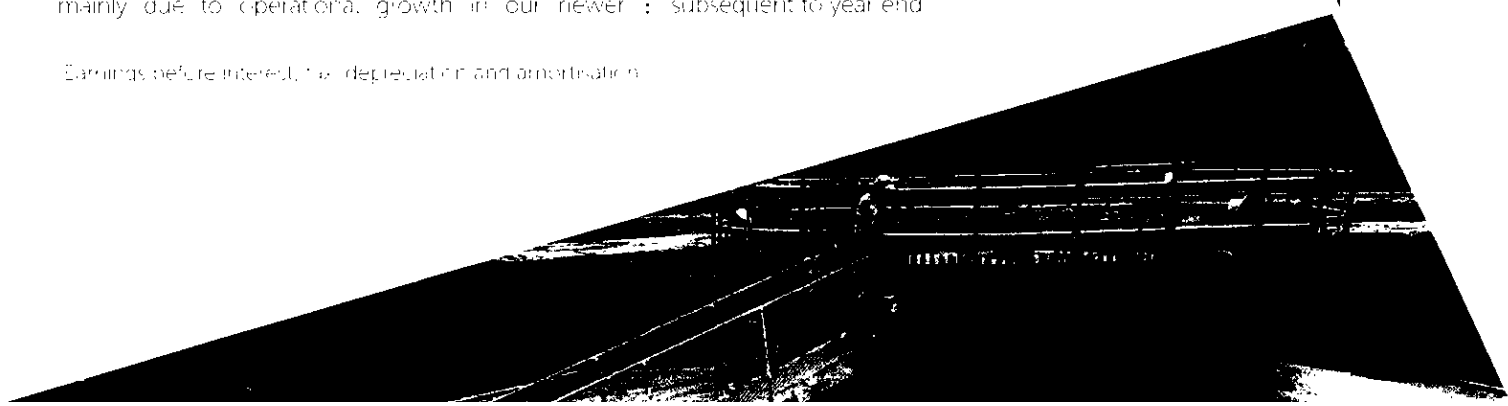 mainly due to operational growth in our newer
subsequent to year end
Earnings before interest, tax, depreciation and amortisation